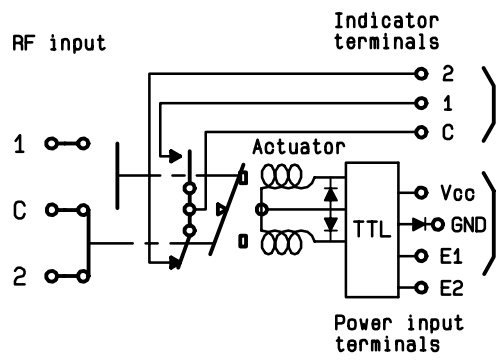 Indicator
terminals
RF input
2
1
C
Actuator
1
C
2
TTL
Vcc
GND
E1
E2
Power input
terminals